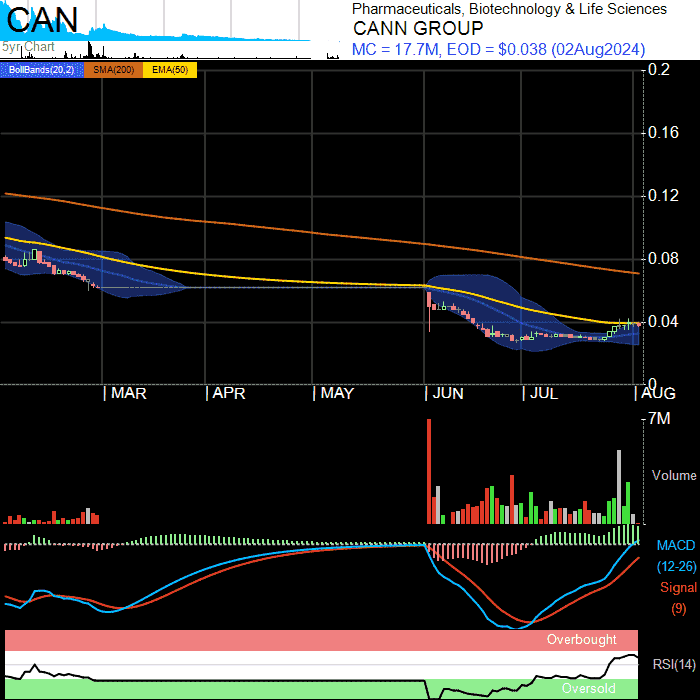 CAN
5yr Chart
Pharmaceuticals, Biotechnology & Life Sciences
CANN GROUP
MC = 17.7M, EOD = $0.038 (02Aug2024)
BollBands(20,2) SMA(200) EMA(50)
0.2
0.16
0.12
0.08
0.04
0
MAR APR MAY JUN JUL AUG
7M
Volume
MACD
(12-26)
Signal
(9)
Overbought
RSI(14)
Oversold